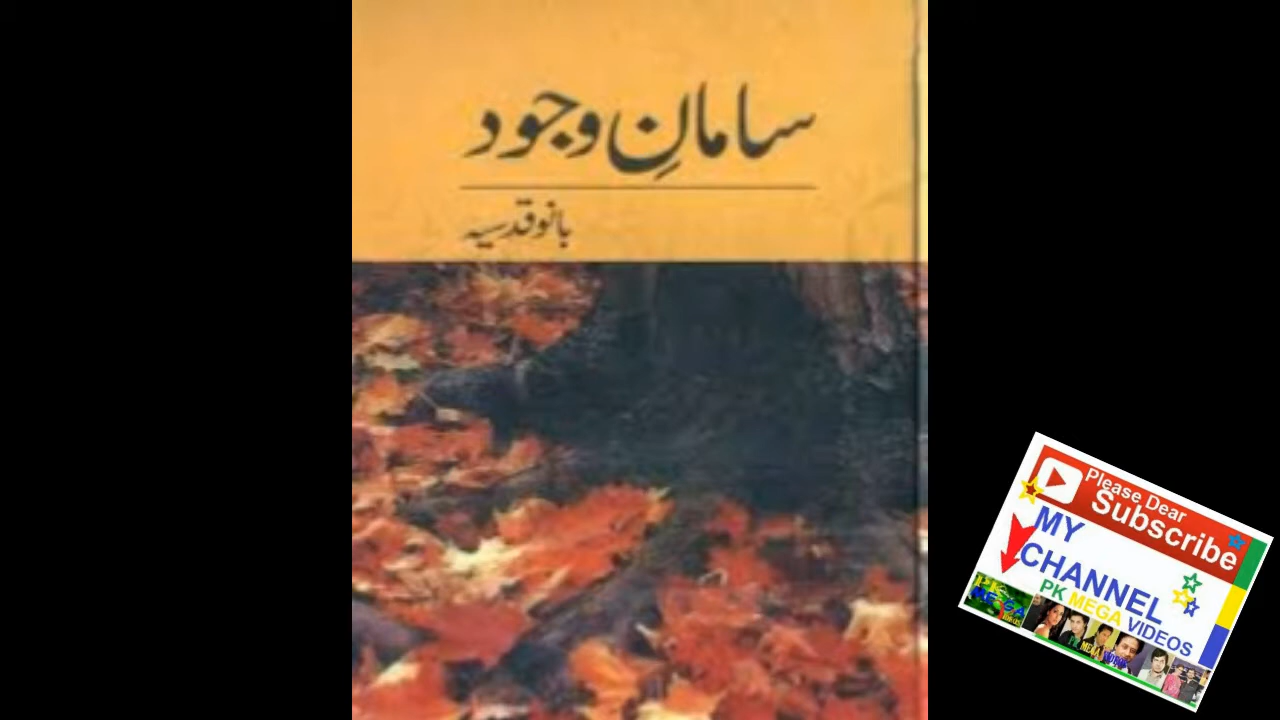 سامانِ وجود
بانو قدسیہ
Please Dear
Subscribe
MY
CHANNEL
PK MEGA VIDEOS